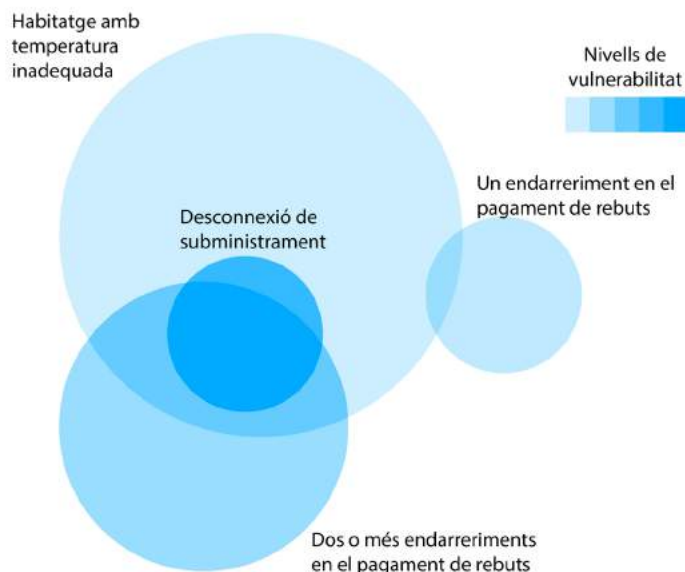 Habitatge amb
temperatura
inadequada
Nivells de
vulnerabilitat
Un endarreriment en el
pagament de rebuts
Desconnexió de
subministrament
Dos o més endarreriments
en el pagament de rebuts